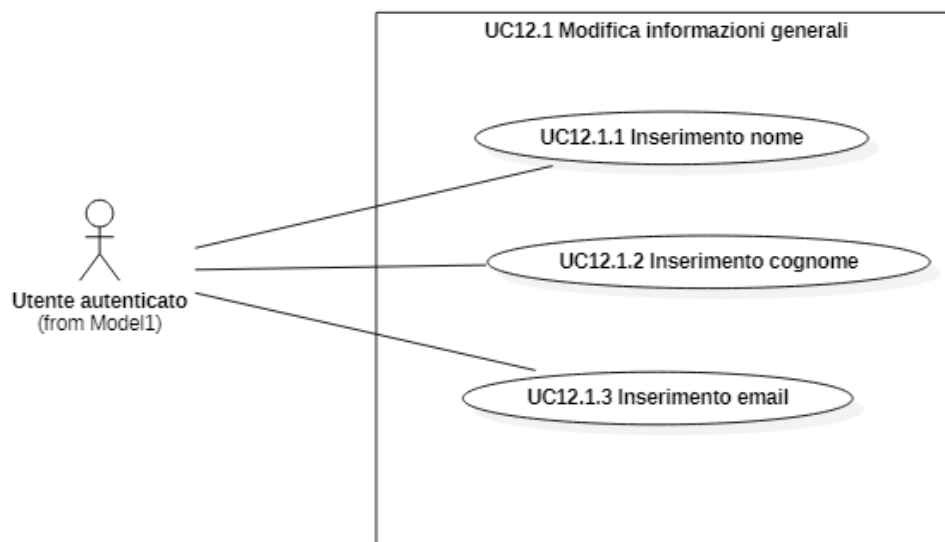 UC12.1 Modifica informazioni generali
UC12.1.1 Inserimento nome
UC12.1.2 Inserimento cognome
Utente autenticato
(from Model1)
UC12.1.3 Inserimento email